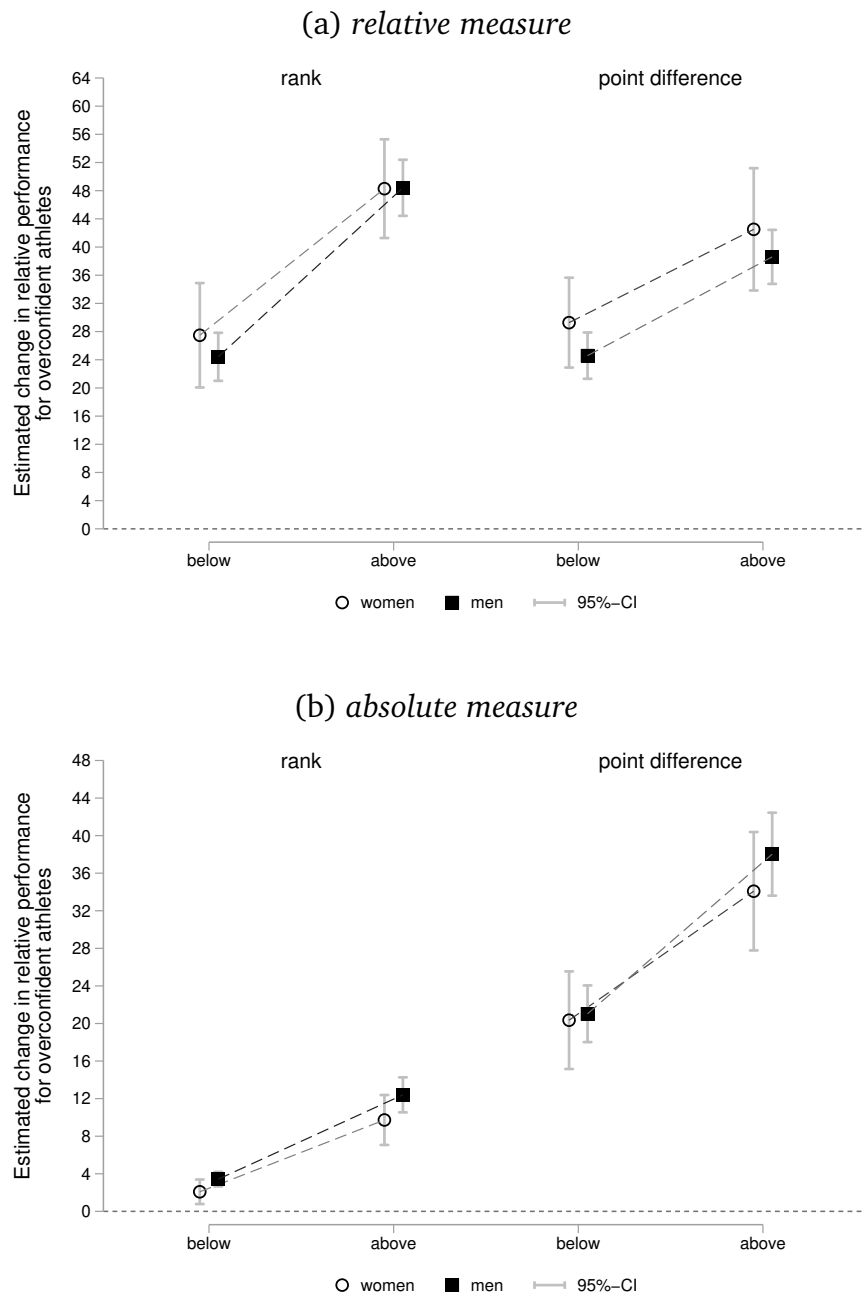 (a) relative measure
rank point difference
Estimated change in relative performance
for overconfident athletes
64
60
56
52
48
44
40
36
32
28
24
20
16
12
8
4
0
below above below above
women men 95%−CI
(b) absolute measure
rank point difference
Estimated change in relative performance
for overconfident athletes
48
44
40
36
32
28
24
20
16
12
8
4
0
below above below above
women men 95%−CI